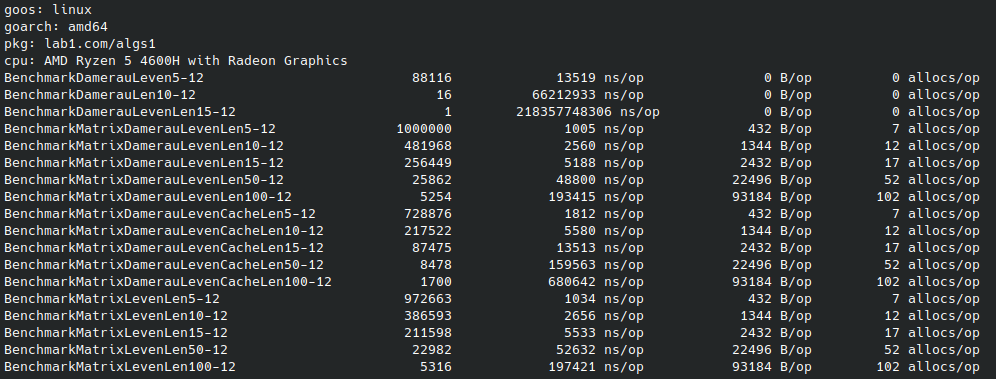 goos: linux
goarch: amd64
pkg: lab1.com/algs1
cpu: AMD Ryzen 5 4600H with Radeon Graphics
BenchmarkDamerauLeven5-12 88116 13519 ns/op 0 B/op 0 allocs/op
BenchmarkDamerauLen10-12 16 66212933 ns/op 0 B/op 0 allocs/op
BenchmarkDamerauLevenLen15-12 1 218357748306 ns/op 0 B/op 0 allocs/op
BenchmarkMatrixDamerauLevenLen5-12 1000000 1005 ns/op 432 B/op 7 allocs/op
BenchmarkMatrixDamerauLevenLen10-12 481968 2560 ns/op 1344 B/op 12 allocs/op
BenchmarkMatrixDamerauLevenLen15-12 256449 5188 ns/op 2432 B/op 17 allocs/op
BenchmarkMatrixDamerauLevenLen50-12 25862 48800 ns/op 22496 B/op 52 allocs/op
BenchmarkMatrixDamerauLevenLen100-12 5254 193415 ns/op 93184 B/op 102 allocs/op
BenchmarkMatrixDamerauLevenCacheLen5-12 728876 1812 ns/op 432 B/op 7 allocs/op
BenchmarkMatrixDamerauLevenCacheLen10-12 217522 5580 ns/op 1344 B/op 12 allocs/op
BenchmarkMatrixDamerauLevenCacheLen15-12 87475 13513 ns/op 2432 B/op 17 allocs/op
BenchmarkMatrixDamerauLevenCacheLen50-12 8478 159563 ns/op 22496 B/op 52 allocs/op
BenchmarkMatrixDamerauLevenCacheLen100-12 1700 680642 ns/op 93184 B/op 102 allocs/op
BenchmarkMatrixLevenLen5-12 972663 1034 ns/op 432 B/op 7 allocs/op
BenchmarkMatrixLevenLen10-12 386593 2656 ns/op 1344 B/op 12 allocs/op
BenchmarkMatrixLevenLen15-12 211598 5533 ns/op 2432 B/op 17 allocs/op
BenchmarkMatrixLevenLen50-12 22982 52632 ns/op 22496 B/op 52 allocs/op
BenchmarkMatrixLevenLen100-12 5316 197421 ns/op 93184 B/op 102 allocs/op